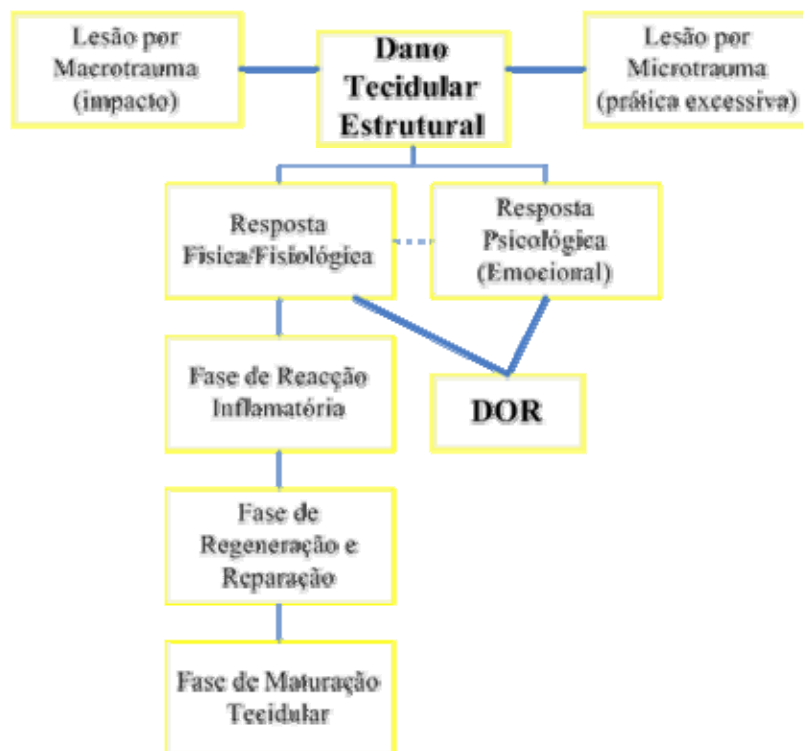 Lesão por
Macrotrauma
(impacto)
Dano
Tecidular
Estrutural
Lesão por
Microtrauma
(prática excessiva)
Resposta
Física/Fisiológica
Resposta
Psicológica
(Emocional)
Fase de Reacção
Inflamatória
DOR
Fase de
Regeneração e
Reparação
Fase de Maturação
Tecidular